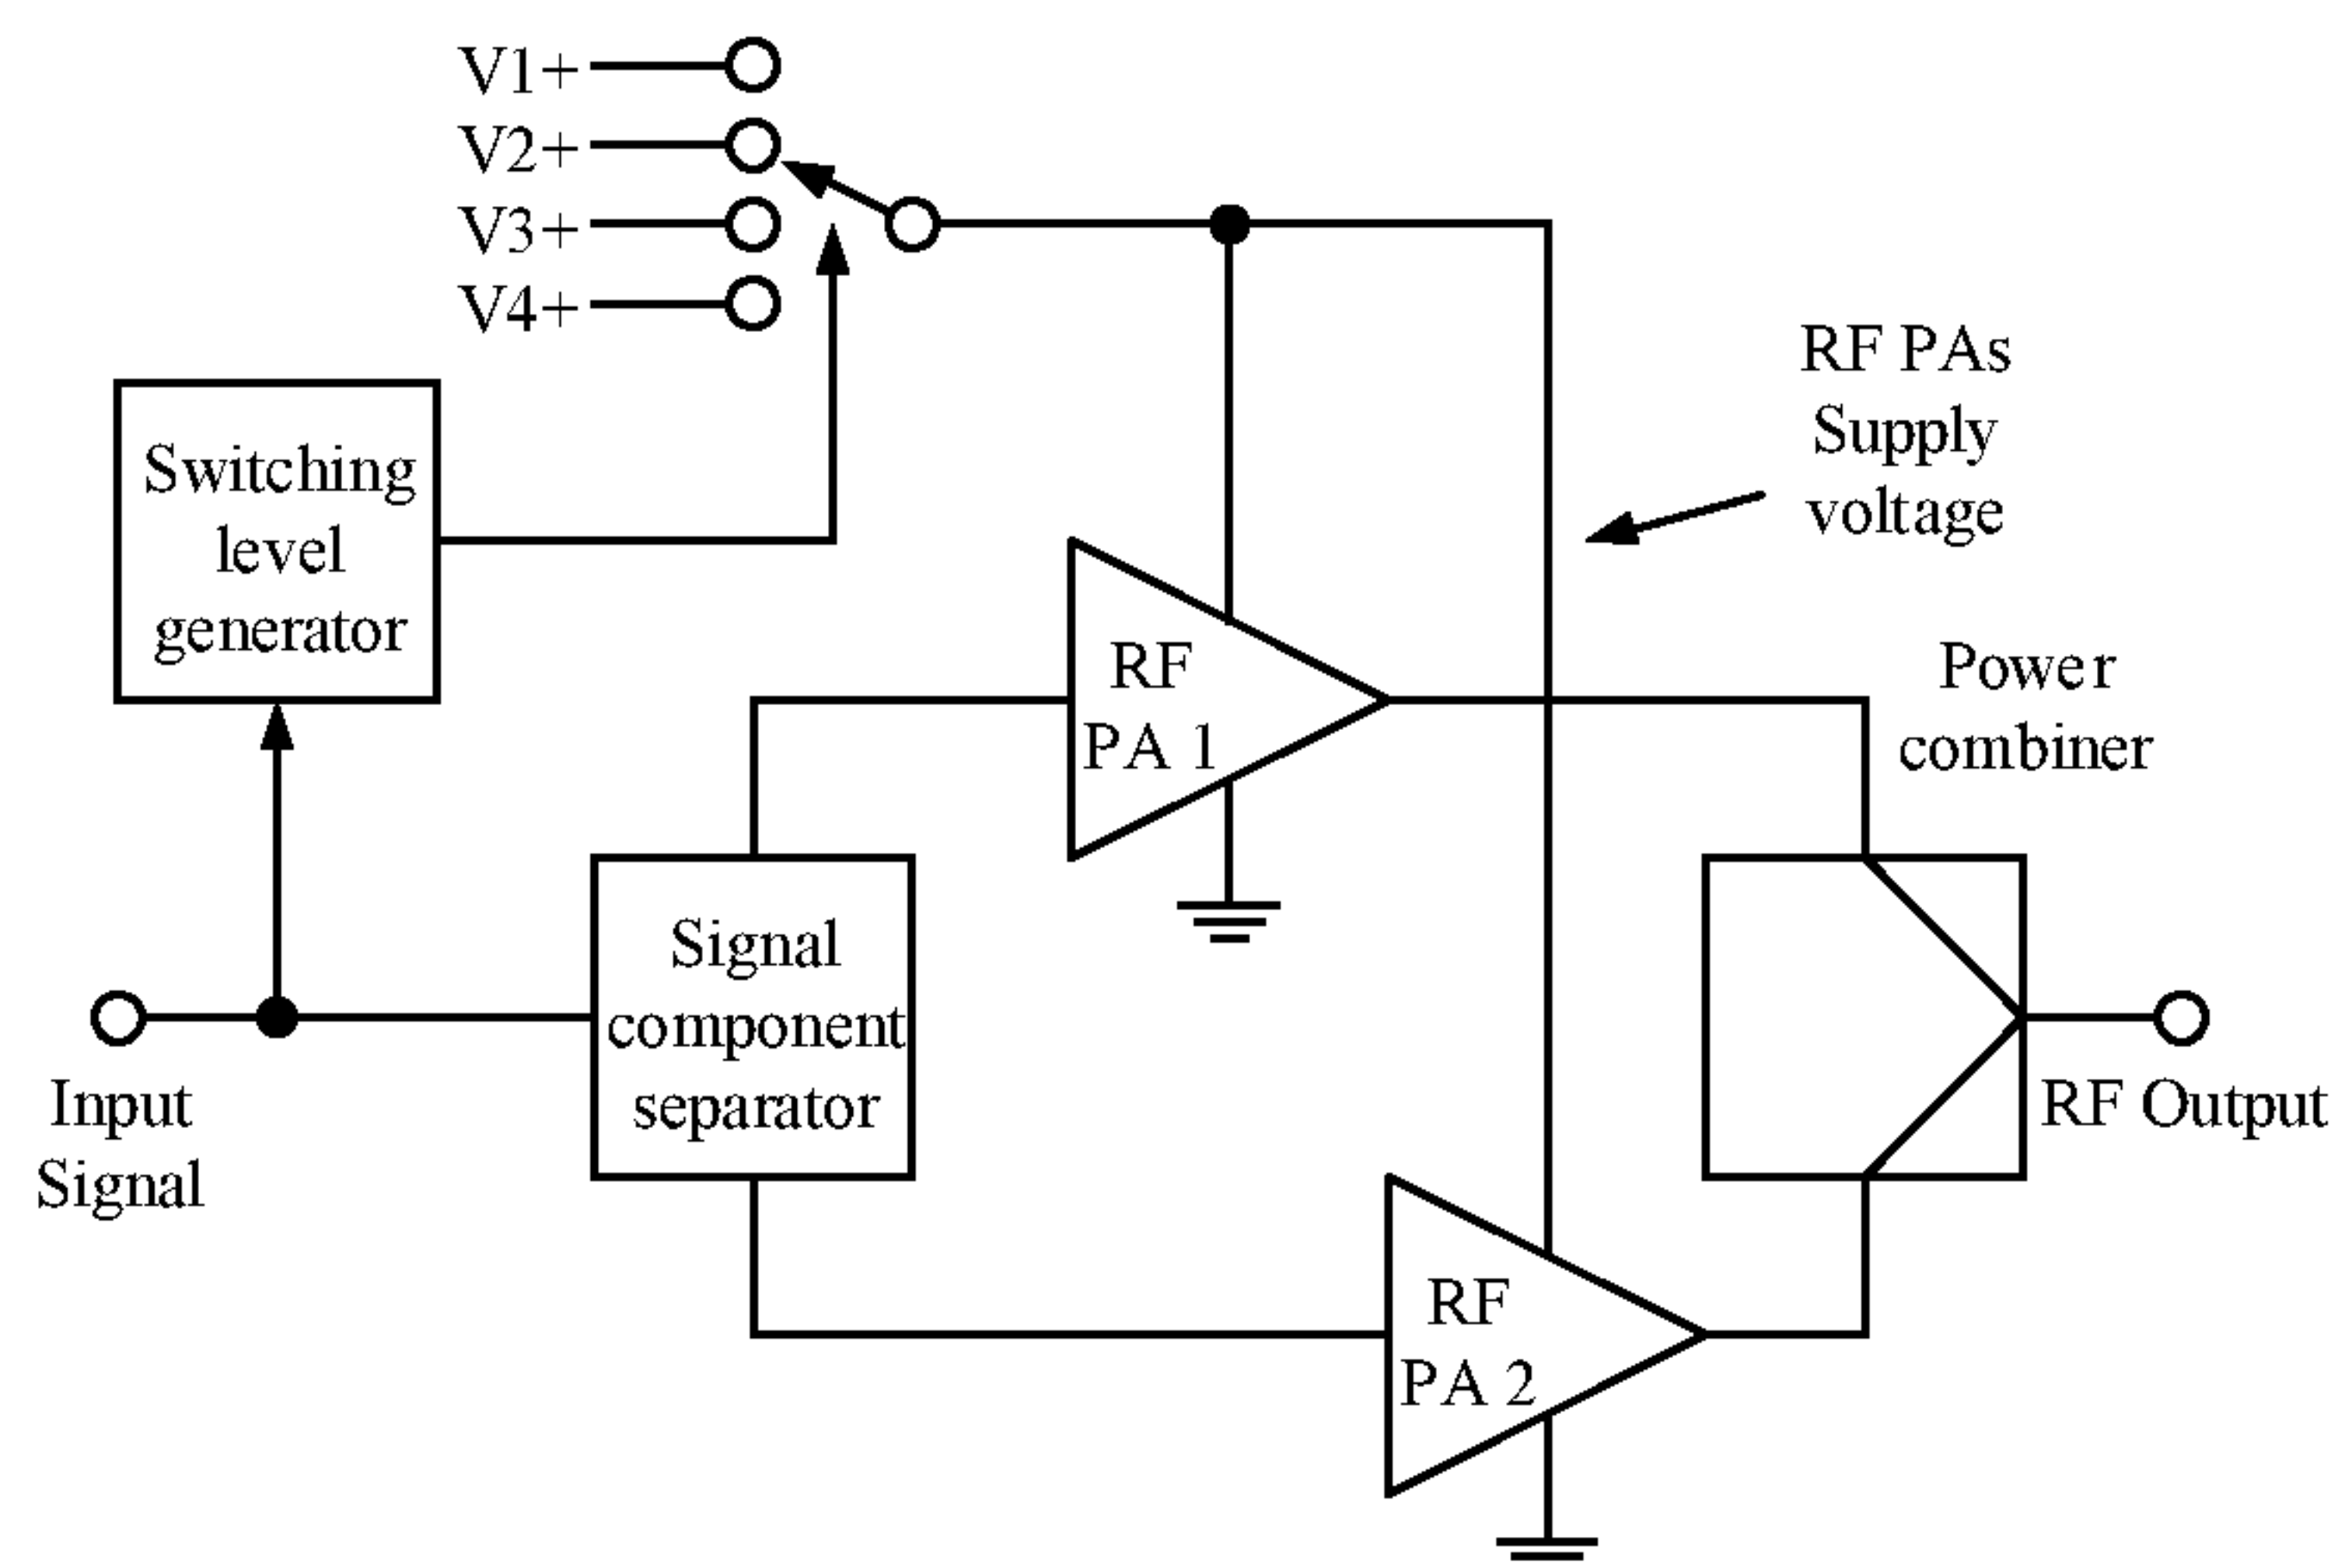 V1+
V2+
V3+
V4+
Switching
level
generator
RF PAs
Supply
voltage
RF
PA 1
Power
combiner
Signal
component
separator
Input
Signal
RF Output
RF
PA 2